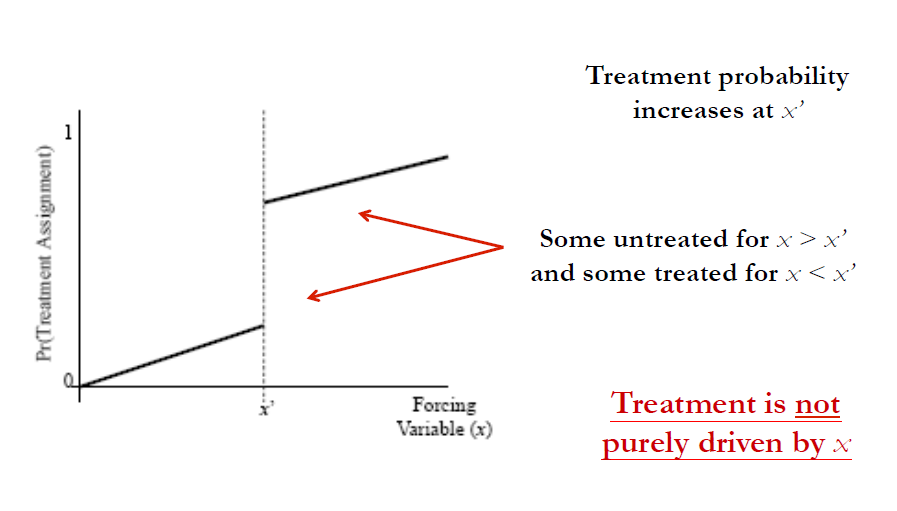 Treatment probability
increases at x’
1
Pr(Treatment Assignment)
Some untreated for x > x’
and some treated for x < x’
0
x’
Forcing
Variable (x)
Treatment is not
purely driven by x